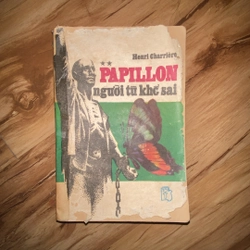 Henri Charrière
**
PAPILLON
người tù khổ sai